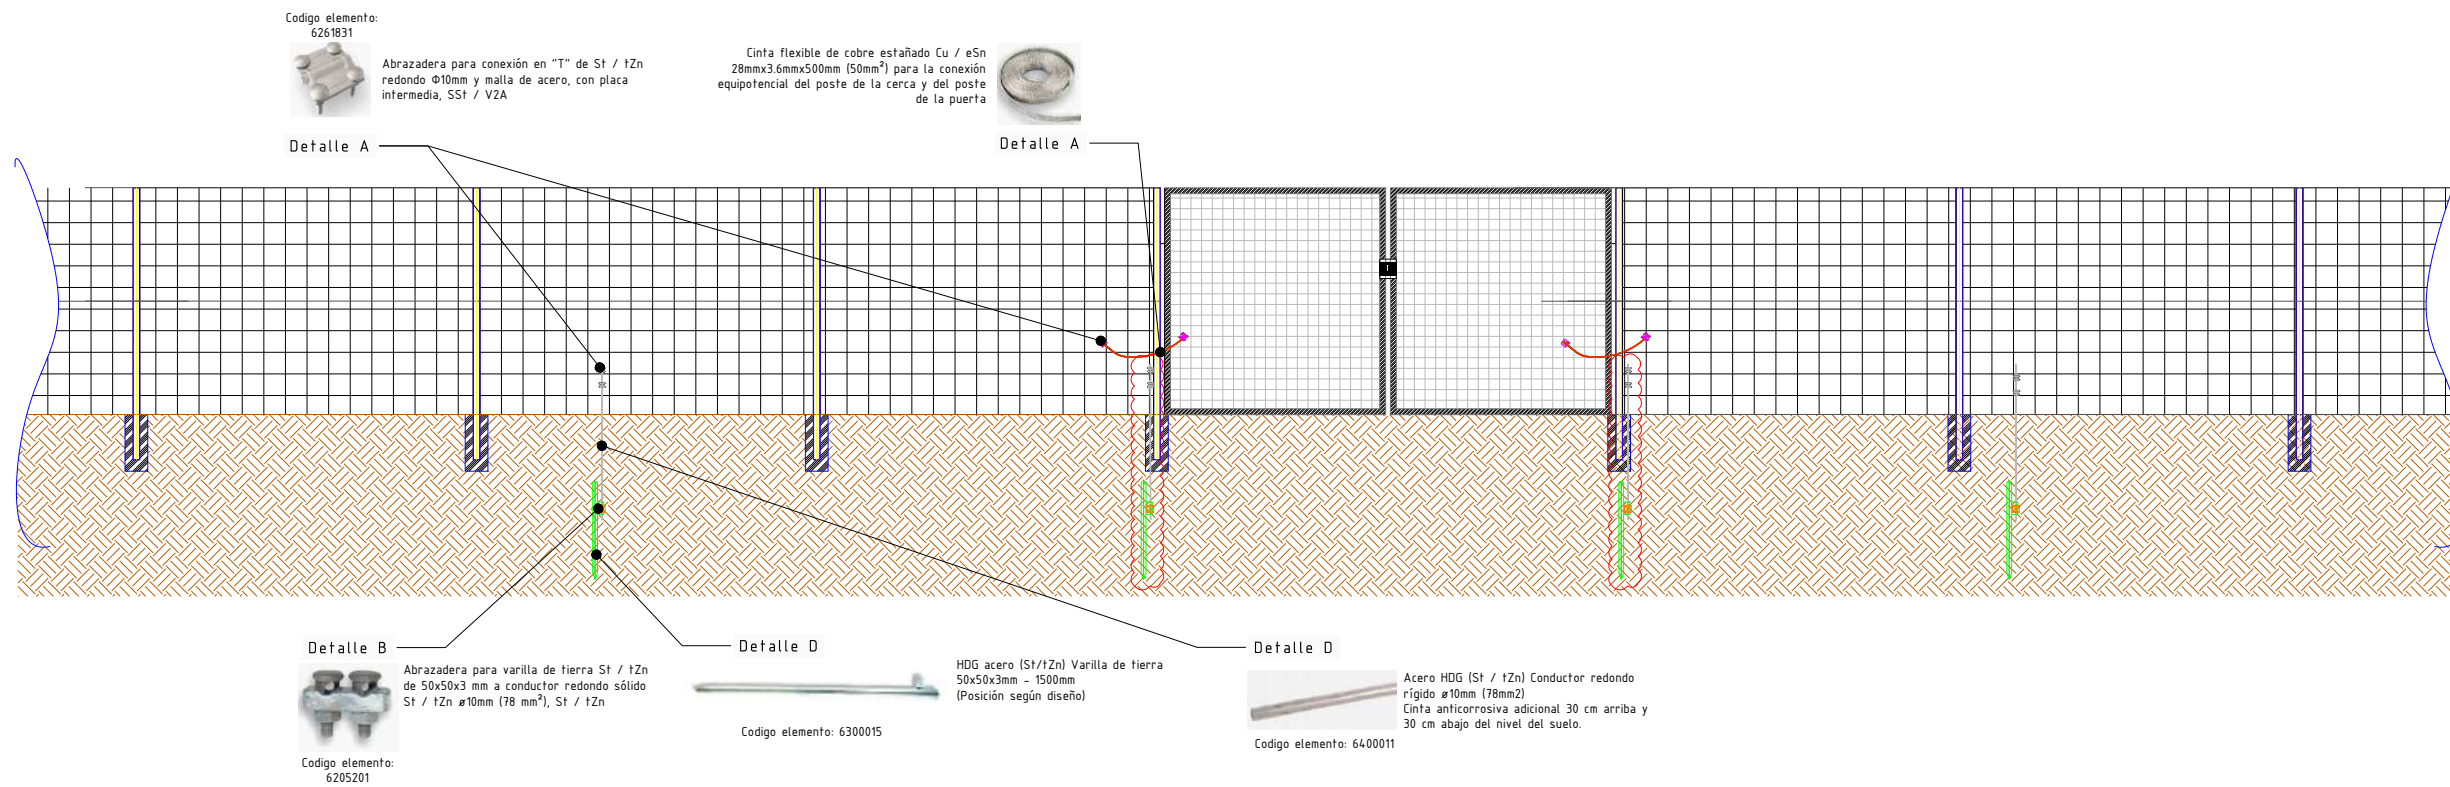 Codigo elemento:
6261831
Abrazadera para conexión en "T" de St / tZn
redondo Φ10mm y malla de acero, con placa
intermedia, SSt / V2A
Cinta flexible de cobre estañado Cu / eSn
28mmx3.6mmx500mm (50mm²) para la conexión
equipotencial del poste de la cerca y del poste
de la puerta
Detalle A
Detalle A
Detalle B
Abrazadera para varilla de tierra St / tZn
de 50x50x3 mm a conductor redondo sólido
St / tZn ø10mm (78 mm²), St / tZn
Codigo elemento:
6205201
Detalle D
HDG acero (St/tZn) Varilla de tierra
50x50x3mm - 1500mm
(Posición según diseño)
Codigo elemento: 6300015
Detalle D
Acero HDG (St / tZn) Conductor redondo
rígido ø10mm (78mm2)
Cinta anticorrosiva adicional 30 cm arriba y
30 cm abajo del nivel del suelo.
Codigo elemento: 6400011